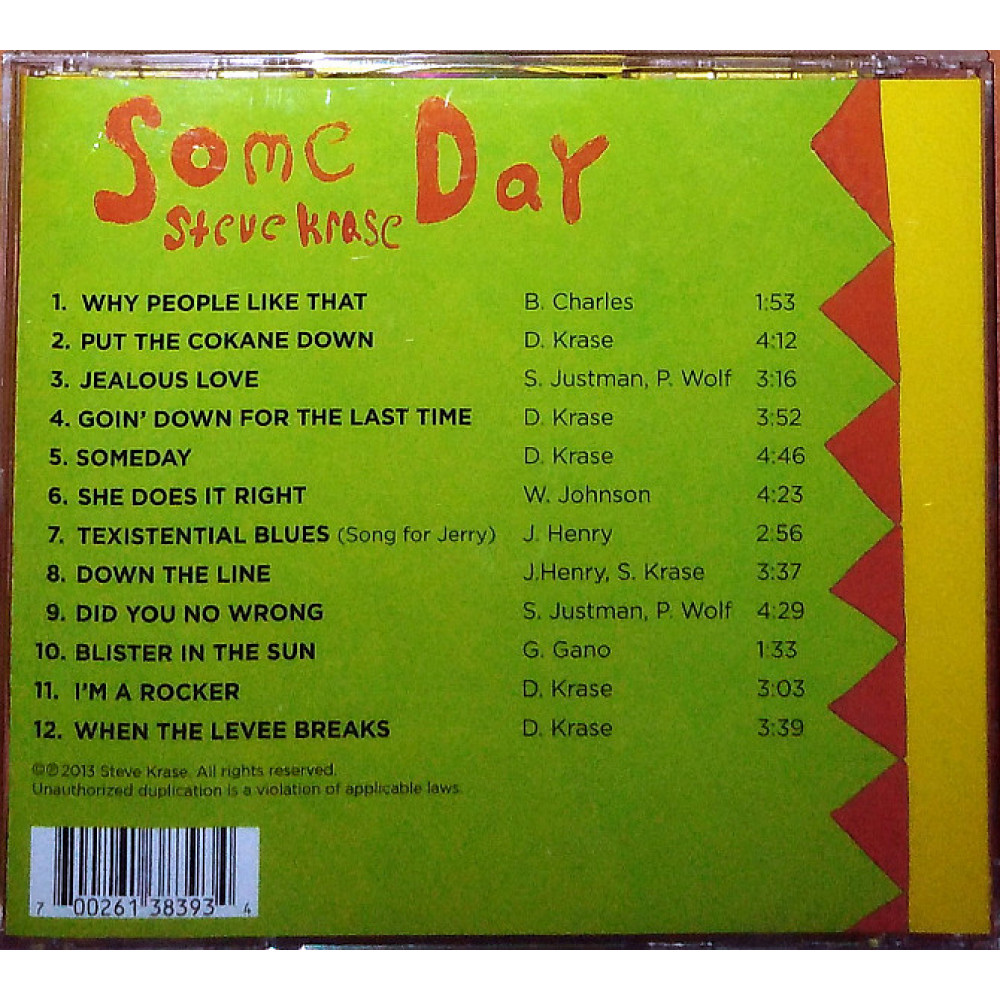 Some Day
Steve Krase
1. WHY PEOPLE LIKE THAT B. Charles 1:53
2. PUT THE COKANE DOWN D. Krase 4:12
3. JEALOUS LOVE S. Justman, P. Wolf 3:16
4. GOIN' DOWN FOR THE LAST TIME D. Krase 3:52
5. SOMEDAY D. Krase 4:46
6. SHE DOES IT RIGHT W. Johnson 4:23
7. TEXISTENTIAL BLUES (Song for Jerry) J. Henry 2:56
8. DOWN THE LINE J.Henry, S. Krase 3:37
9. DID YOU NO WRONG S. Justman, P. Wolf 4:29
10. BLISTER IN THE SUN G. Gano 1:33
11. I'M A ROCKER D. Krase 3:03
12. WHEN THE LEVEE BREAKS D. Krase 3:39
©℗ 2013 Steve Krase. All rights reserved.
Unauthorized duplication is a violation of applicable laws.
7 00261 38393 4